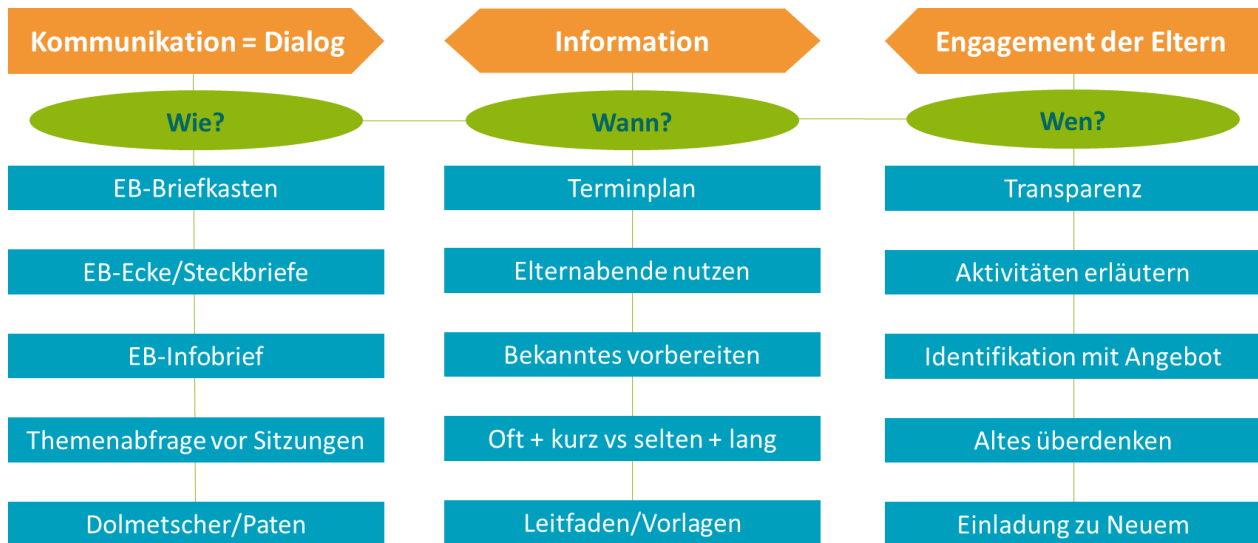 Kommunikation = Dialog
Information
Engagement der Eltern
Wie?
Wann?
Wen?
EB-Briefkasten
Terminplan
Transparenz
EB-Ecke/Steckbriefe
Elternabende nutzen
Aktivitäten erläutern
EB-Infobrief
Bekanntes vorbereiten
Identifikation mit Angebot
Themenabfrage vor Sitzungen
Oft + kurz vs selten + lang
Altes überdenken
Dolmetscher/Paten
Leitfaden/Vorlagen
Einladung zu Neuem